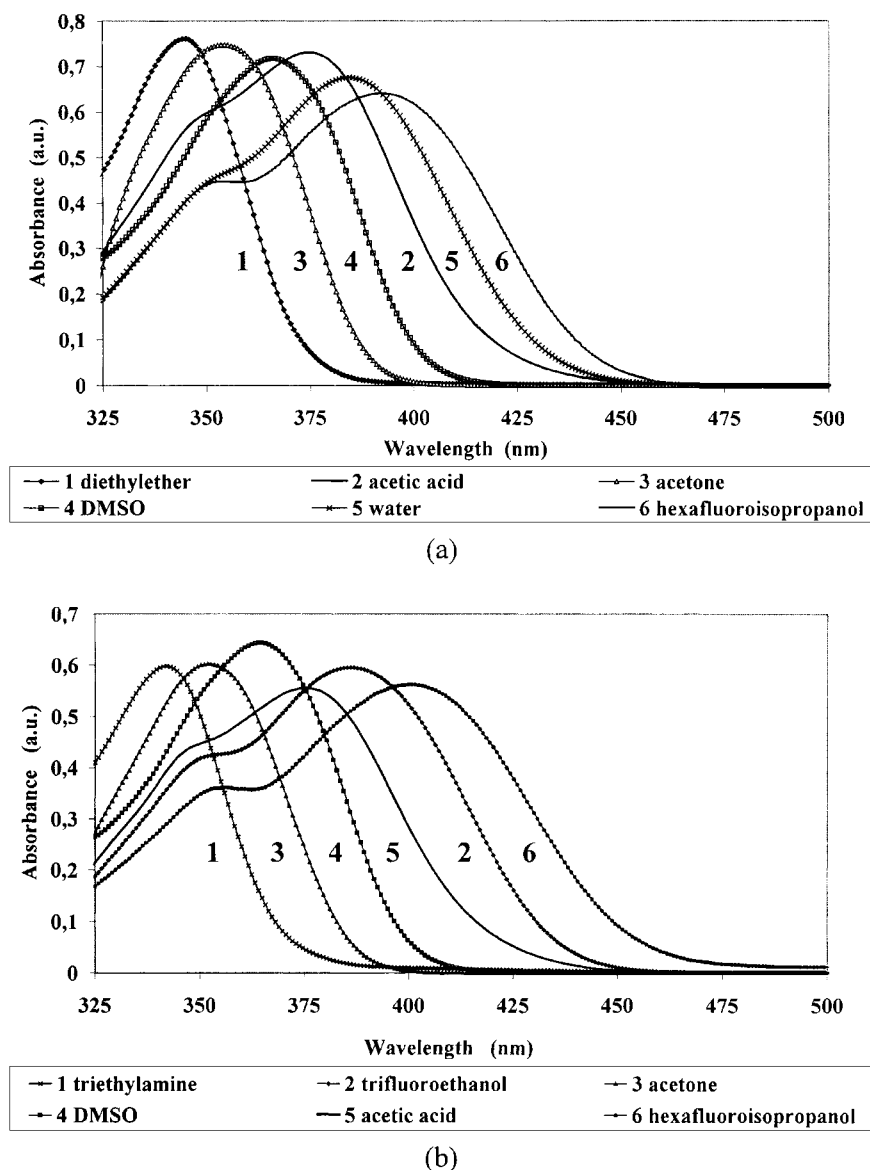 0,8
0,7
0,6
0,5
0,4
0,3
0,2
0,1
0
Absorbance (a.u.)
1 3 4 2 5 6
325 350 375 400 425 450 475 500
Wavelength (nm)
1 diethylether 2 acetic acid 3 acetone
4 DMSO 5 water 6 hexafluoroisopropanol
(a)
0,7
0,6
0,5
0,4
0,3
0,2
0,1
0
Absorbance (a.u.)
1 3 4 5 2 6
325 350 375 400 425 450 475 500
Wavelength (nm)
1 triethylamine 2 trifluoroethanol 3 acetone
4 DMSO 5 acetic acid 6 hexafluoroisopropanol
(b)